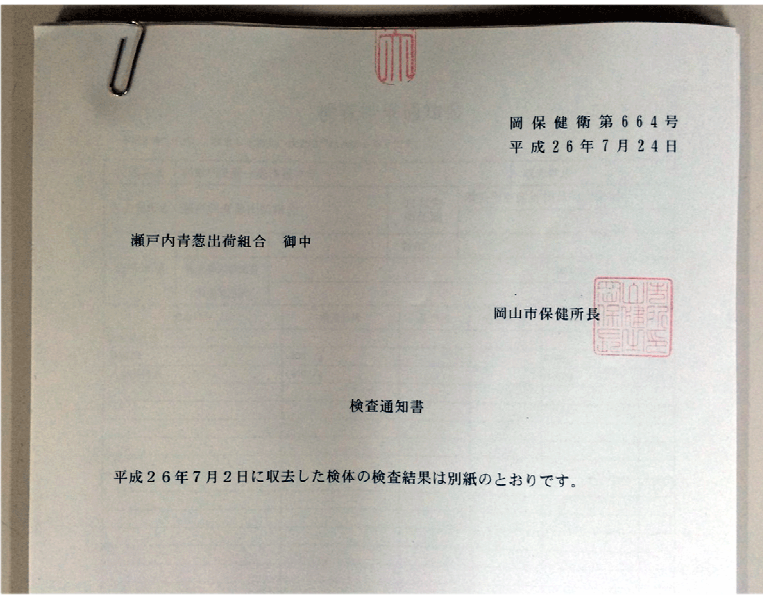 岡保健衛第664号
平成26年7月24日
瀬戸内青葱出荷組合　御中
岡山市保健所長
検査通知書
平成26年7月2日に収去した検体の検査結果は別紙のとおりです。